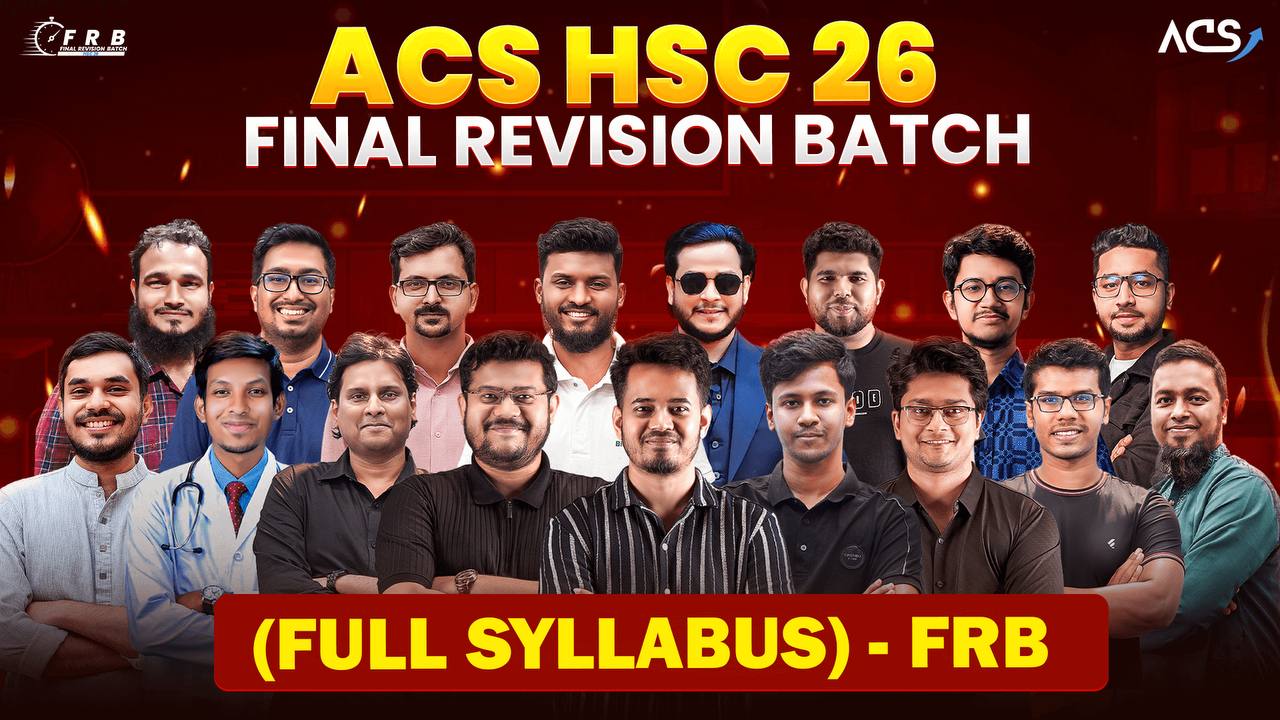 FRB
FINAL REVISION BATCH
ACS
ACS HSC 26
FINAL REVISION BATCH
(FULL SYLLABUS) - FRB